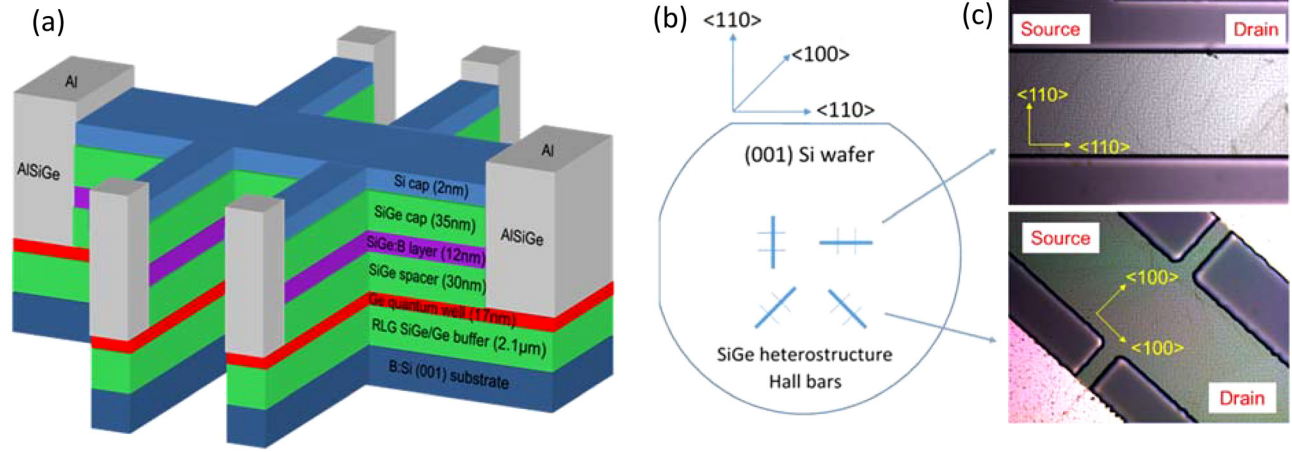 (a)
Al
AlSiGe
Al
AlSiGe
Si cap (2nm)
SiGe cap (35nm)
SiGe:B layer (12nm)
SiGe spacer (30nm)
Ge quantum well (17nm)
RLG SiGe/Ge buffer (2.1μm)
B:Si (001) substrate
(b)
<110>
<100>
<110>
(001) Si wafer
SiGe heterostructure
Hall bars
(c)
Source
Drain
<110>
<110>
Source
<100>
<100>
Drain